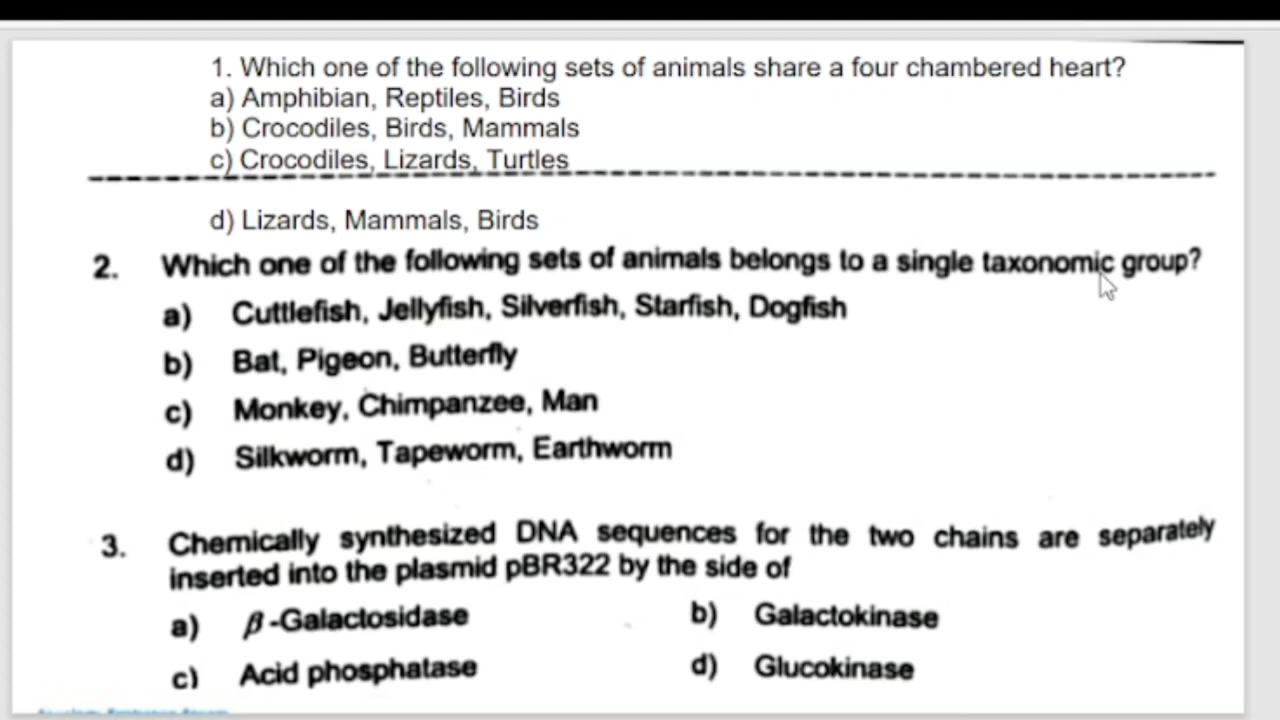 1. Which one of the following sets of animals share a four chambered heart?
a) Amphibian, Reptiles, Birds
b) Crocodiles, Birds, Mammals
c) Crocodiles, Lizards, Turtles
d) Lizards, Mammals, Birds
2. Which one of the following sets of animals belongs to a single taxonomic group?
a) Cuttlefish, Jellyfish, Silverfish, Starfish, Dogfish
b) Bat, Pigeon, Butterfly
c) Monkey, Chimpanzee, Man
d) Silkworm, Tapeworm, Earthworm
3. Chemically synthesized DNA sequences for the two chains are separately
inserted into the plasmid pBR322 by the side of
a) β-Galactosidase b) Galactokinase
c) Acid phosphatase d) Glucokinase